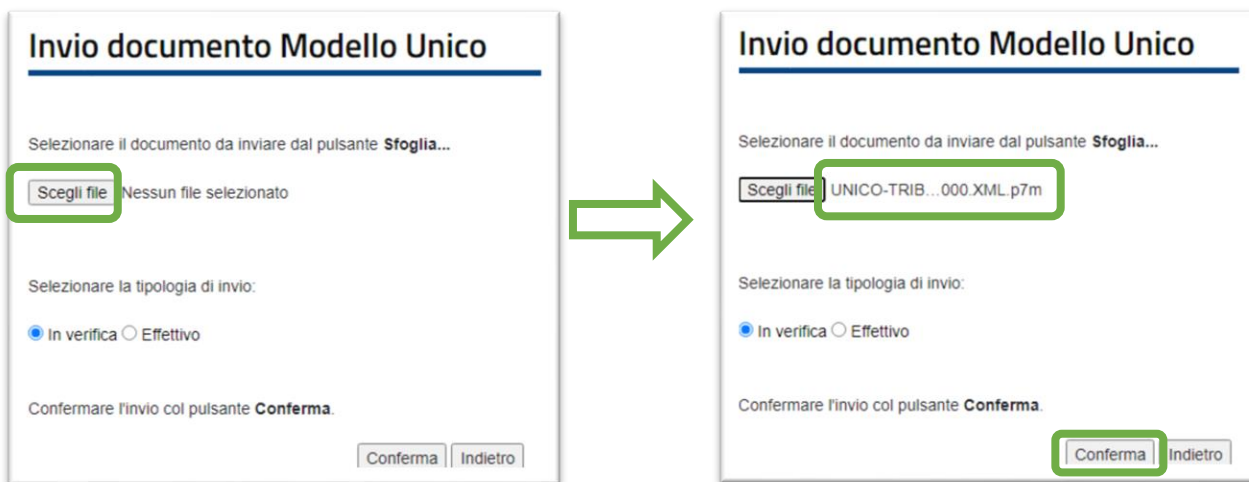 Invio documento Modello Unico
Selezionare il documento da inviare dal pulsante Sfoglia...
Scegli file Nessun file selezionato
Selezionare la tipologia di invio:
In verifica Effettivo
Confermare l'invio col pulsante Conferma.
Conferma Indietro
Invio documento Modello Unico
Selezionare il documento da inviare dal pulsante Sfoglia...
Scegli file UNICO-TRIB...000.XML.p7m
Selezionare la tipologia di invio:
In verifica Effettivo
Confermare l'invio col pulsante Conferma.
Conferma Indietro